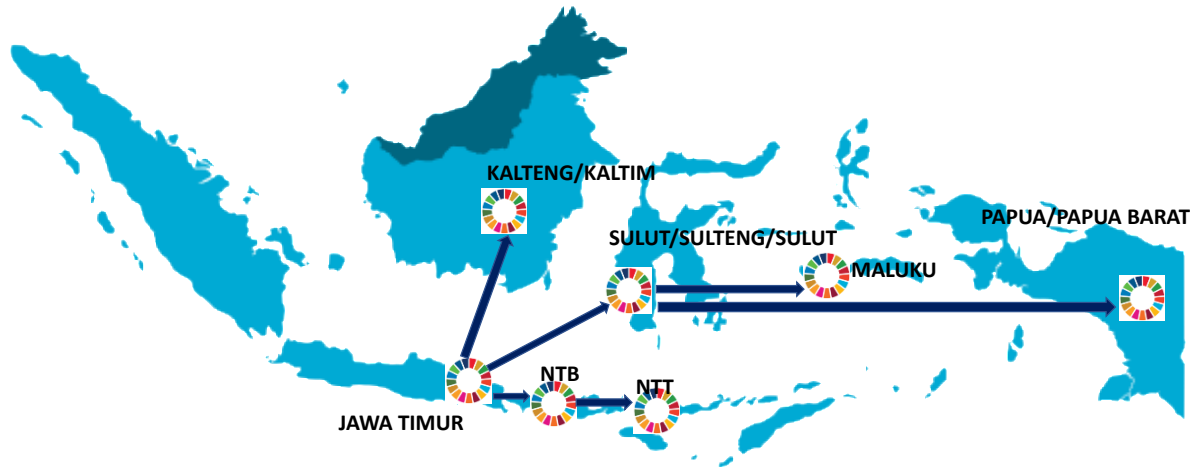 KALTENG/KALTIM
PAPUA/PAPUA BARAT
SULUT/SULTENG/SULUT
MALUKU
NTB
NTT
JAWA TIMUR